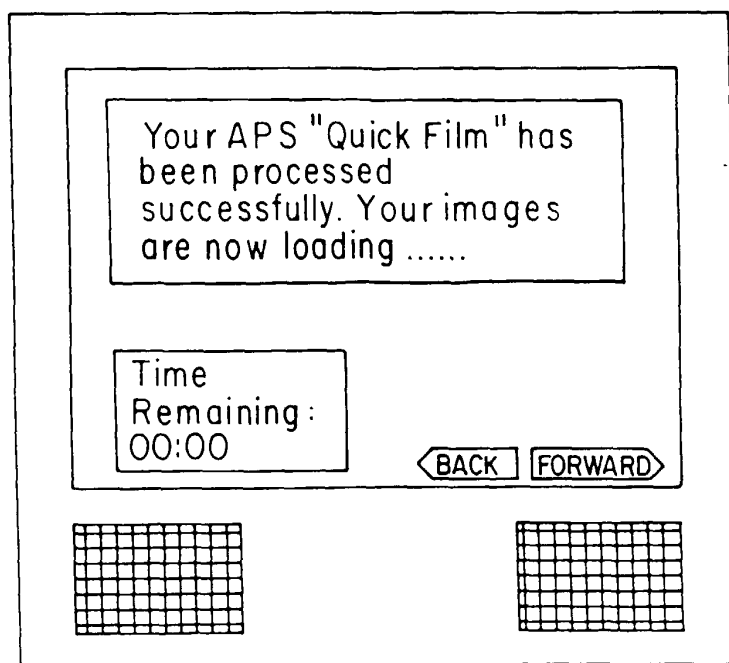 Your APS "Quick Film" has
been processed
successfully. Your images
are now loading ......
Time
Remaining:
00:00
BACK
FORWARD